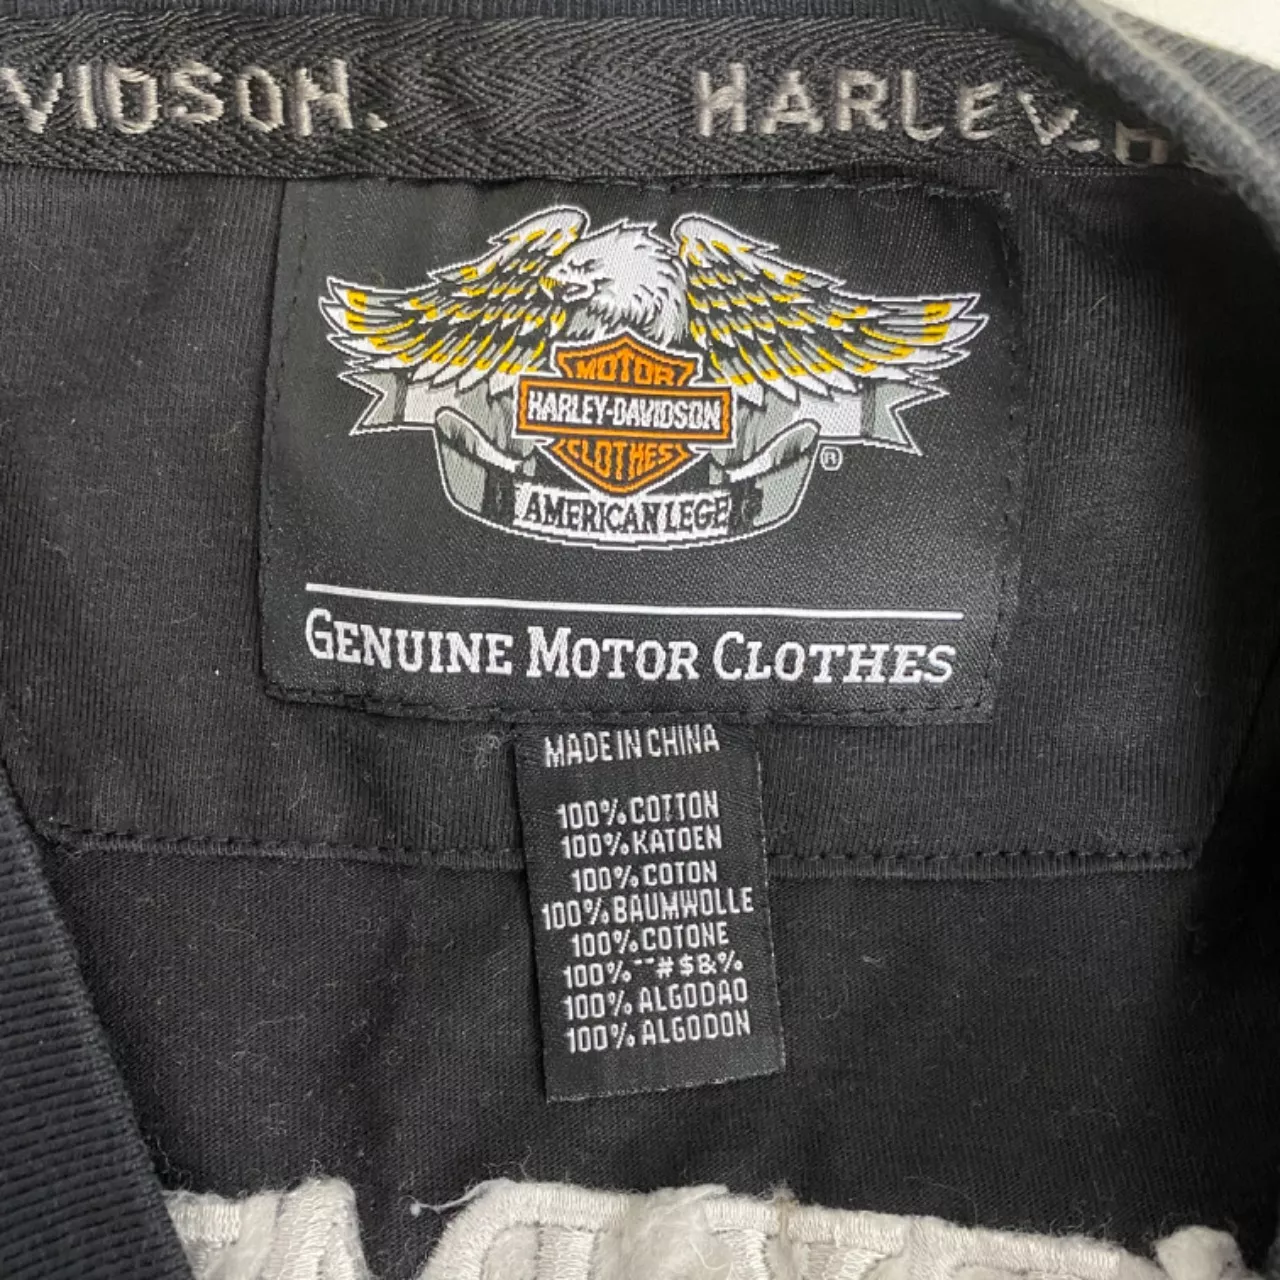 VIDSON.
HARLEY-D
MOTOR
HARLEY-DAVIDSON
CLOTHES
®
AMERICAN LEGE
GENUINE MOTOR CLOTHES
MADE IN CHINA
100% COTTON
100% KATOEN
100% COTON
100% BAUMWOLLE
100% COTONE
100%--#$&%
100% ALGODAO
100% ALGODON